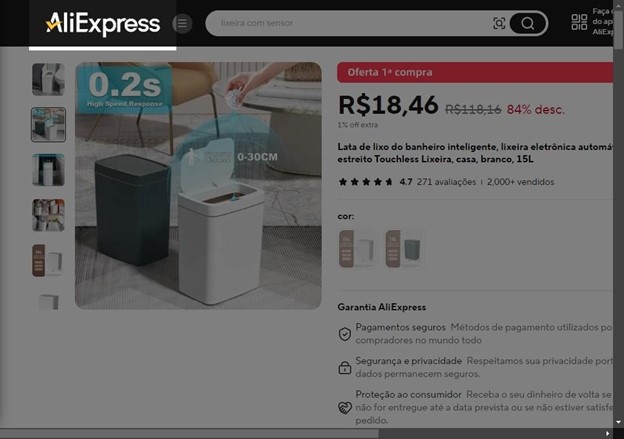 AliExpress
lixeira com sensor
Faça
do ap
AliExp
0.2s
High Speed Response
0-30CM
Oferta 1ª compra
R$18,46 R$118,16 84% desc.
1% off extra
Lata de lixo do banheiro inteligente, lixeira eletrônica automá
estreito Touchless Lixeira, casa, branco, 15L
4.7 271 avaliações 2,000+ vendidos
cor:
Garantia AliExpress
Pagamentos seguros Métodos de pagamento utilizados po
compradores no mundo todo
Segurança e privacidade Respeitamos sua privacidade port
dados permanecem seguros.
Proteção ao consumidor Receba o seu dinheiro de volta se
não for entregue até a data prevista ou se não estiver satisfe
pedido.